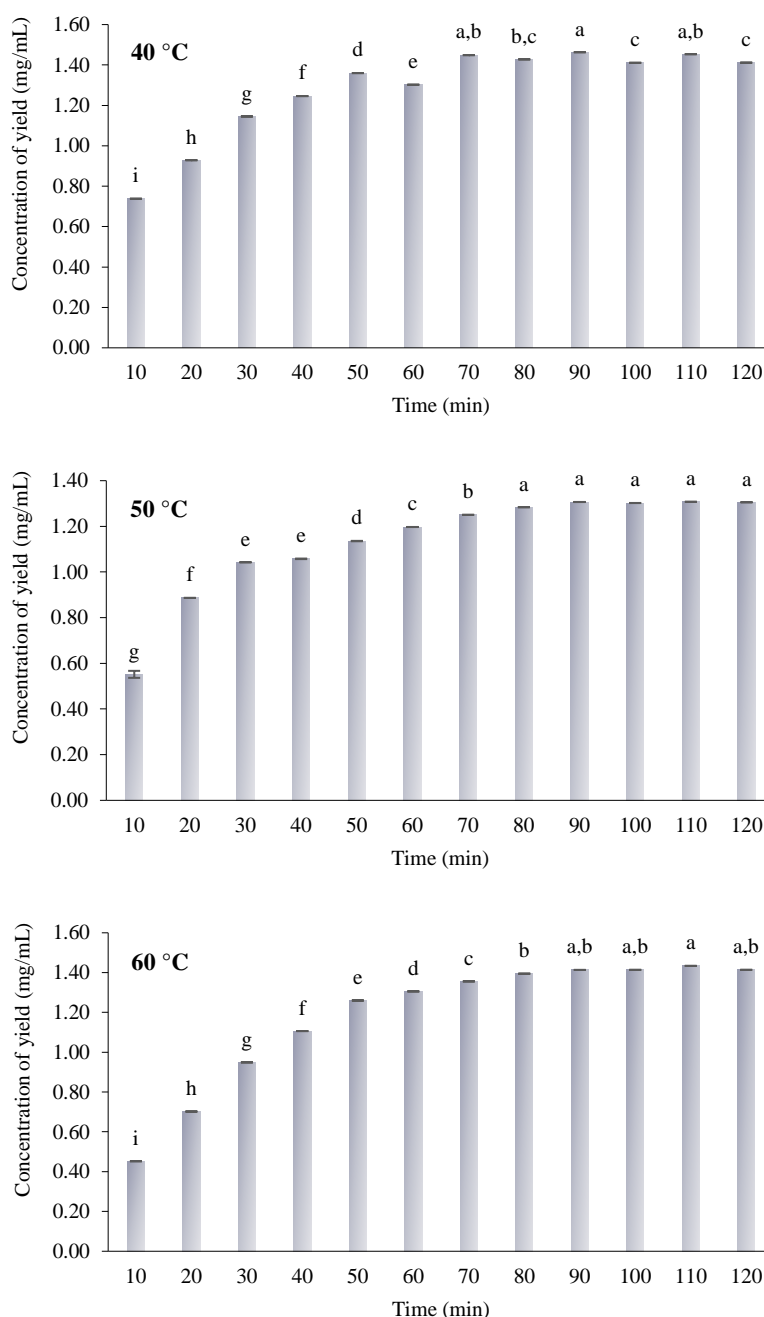 40 °C
Concentration of yield (mg/mL)
1.60
1.40
1.20
1.00
0.80
0.60
0.40
0.20
0.00
i h g f d e a,b b,c a c a,b c
10 20 30 40 50 60 70 80 90 100 110 120
Time (min)
50 °C
Concentration of yield (mg/mL)
1.40
1.20
1.00
0.80
0.60
0.40
0.20
0.00
g f e e d c b a a a a a
10 20 30 40 50 60 70 80 90 100 110 120
Time (min)
60 °C
Concentration of yield (mg/mL)
1.60
1.40
1.20
1.00
0.80
0.60
0.40
0.20
0.00
i h g f e d c b a,b a,b a a,b
10 20 30 40 50 60 70 80 90 100 110 120
Time (min)